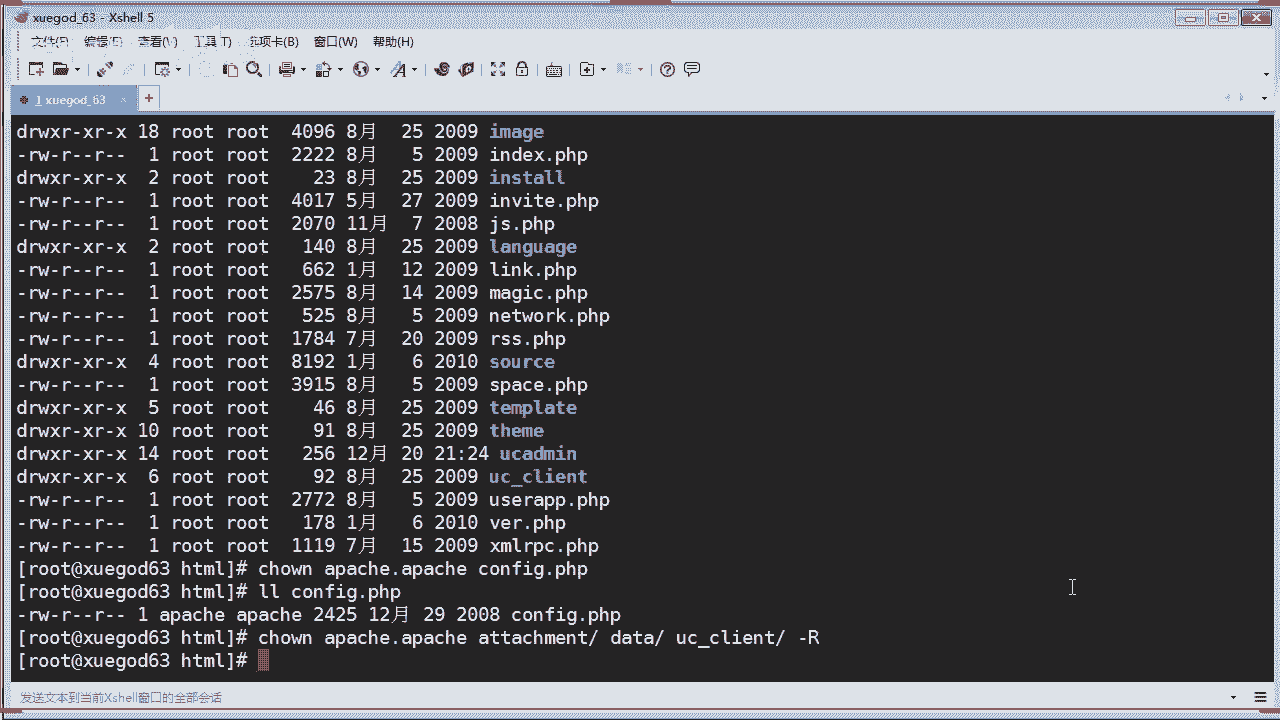 xuegod_63 - Xshell 5
文件(F) 编辑(E) 查看(V) 工具(T) 选项卡(B) 窗口(W) 帮助(H)
1 xuegod_63
drwxr-xr-x 18 root root 4096 8月 25 2009 image
-rw-r--r-- 1 root root 2222 8月 5 2009 index.php
drwxr-xr-x 2 root root 23 8月 25 2009 install
-rw-r--r-- 1 root root 4017 5月 27 2009 invite.php
-rw-r--r-- 1 root root 2070 11月 7 2008 js.php
drwxr-xr-x 2 root root 140 8月 25 2009 language
-rw-r--r-- 1 root root 662 1月 12 2009 link.php
-rw-r--r-- 1 root root 2575 8月 14 2009 magic.php
-rw-r--r-- 1 root root 525 8月 5 2009 network.php
-rw-r--r-- 1 root root 1784 7月 20 2009 rss.php
drwxr-xr-x 4 root root 8192 1月 6 2010 source
-rw-r--r-- 1 root root 3915 8月 5 2009 space.php
drwxr-xr-x 5 root root 46 8月 25 2009 template
drwxr-xr-x 10 root root 91 8月 25 2009 theme
drwxr-xr-x 14 root root 256 12月 20 21:24 ucadmin
drwxr-xr-x 6 root root 92 8月 25 2009 uc_client
-rw-r--r-- 1 root root 2772 8月 5 2009 userapp.php
-rw-r--r-- 1 root root 178 1月 6 2010 ver.php
-rw-r--r-- 1 root root 1119 7月 15 2009 xmlrpc.php
[root@xuegod63 html]# chown apache.apache config.php
[root@xuegod63 html]# ll config.php
-rw-r--r-- 1 apache apache 2425 12月 29 2008 config.php
[root@xuegod63 html]# chown apache.apache attachment/ data/ uc_client/ -R
[root@xuegod63 html]#
发送文本到当前Xshell窗口的全部会话